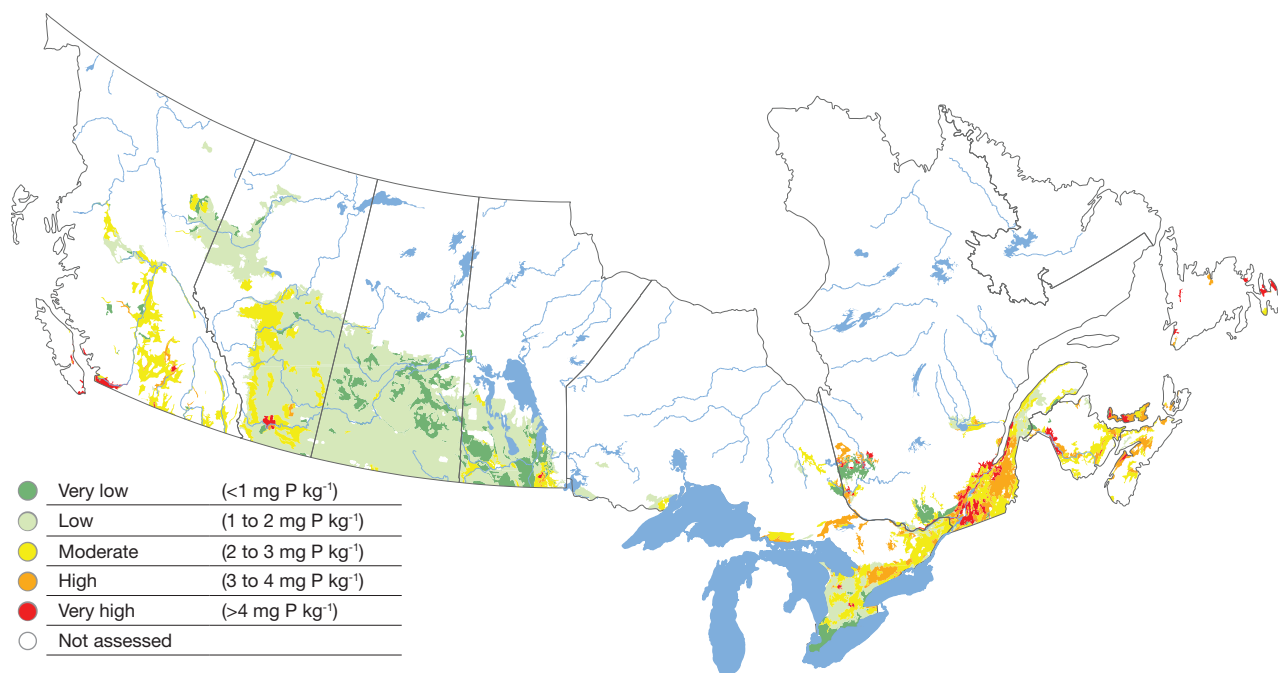 Very low (<1 mg P kg⁻¹)
Low (1 to 2 mg P kg⁻¹)
Moderate (2 to 3 mg P kg⁻¹)
High (3 to 4 mg P kg⁻¹)
Very high (>4 mg P kg⁻¹)
Not assessed